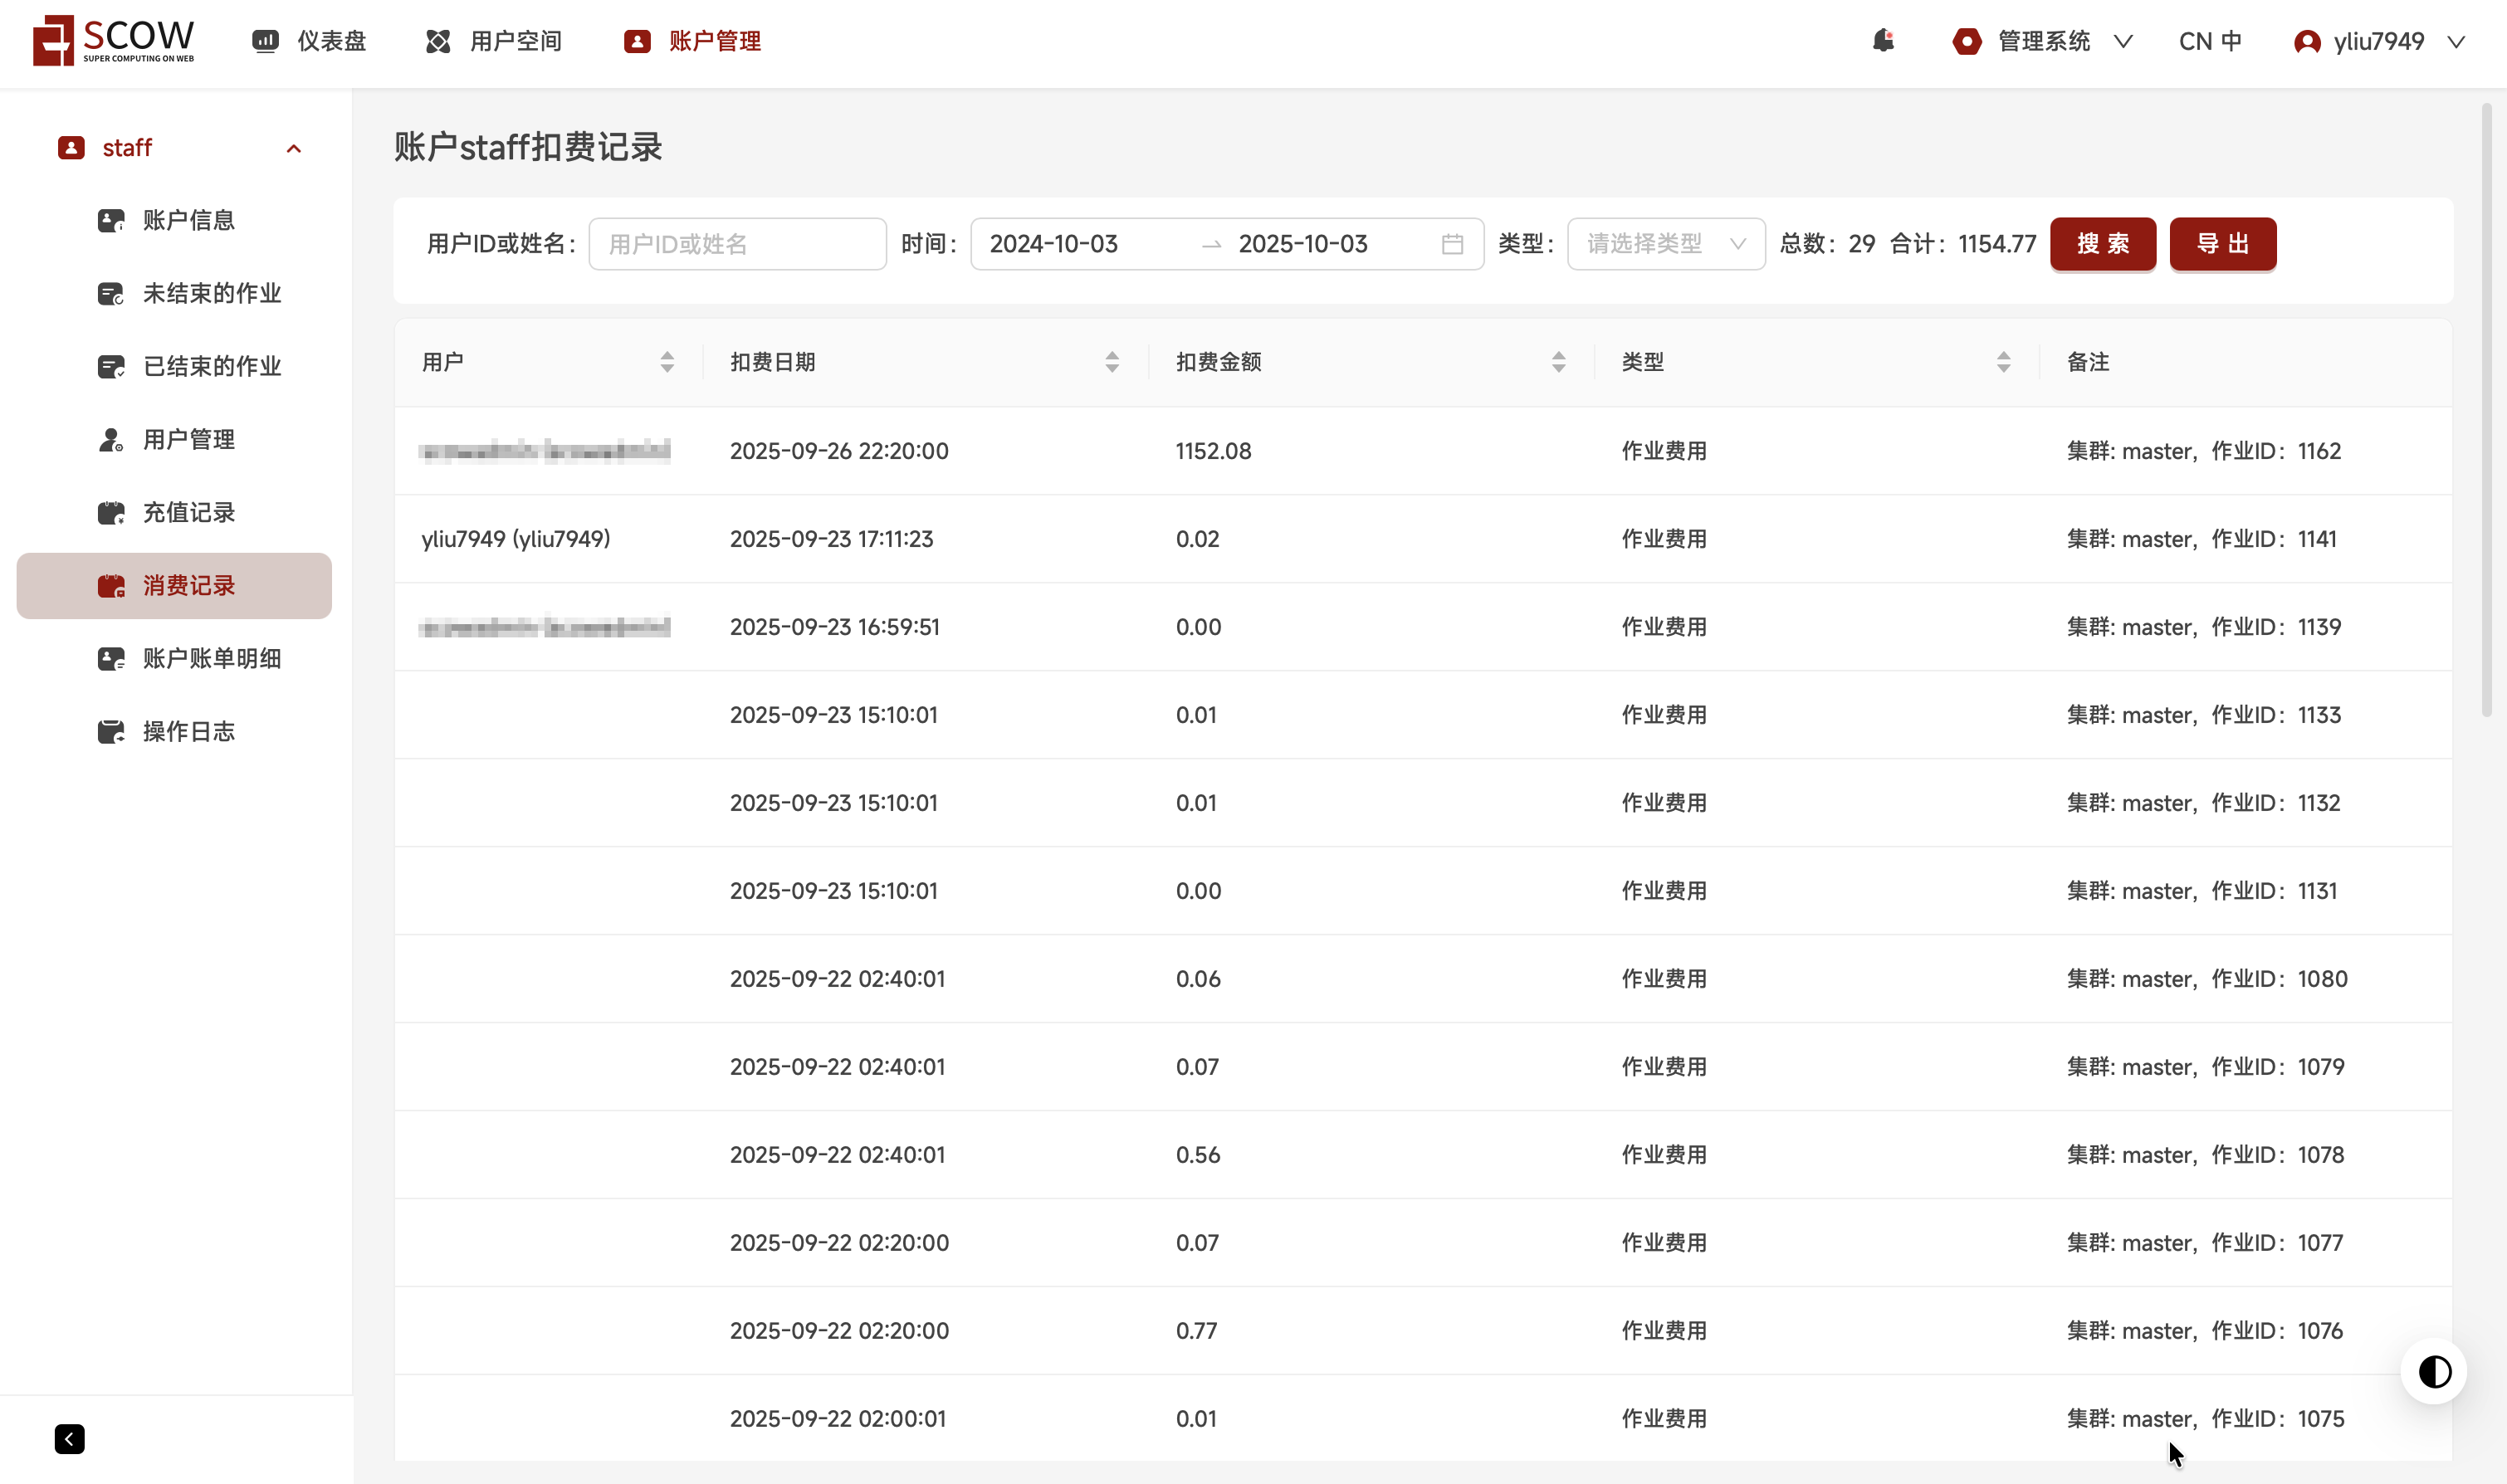 SCOW
SUPER COMPUTING ON WEB
仪表盘
用户空间
账户管理
管理系统
CN 中
yliu7949
staff
账户信息
未结束的作业
已结束的作业
用户管理
充值记录
消费记录
账户账单明细
操作日志
账户staff扣费记录
用户ID或姓名： 用户ID或姓名 时间： 2024-10-03 → 2025-10-03 类型： 请选择类型 总数：29 合计：1154.77 搜 索 导 出
用户 扣费日期 扣费金额 类型 备注
2025-09-26 22:20:00 1152.08 作业费用 集群: master，作业ID：1162
yliu7949 (yliu7949) 2025-09-23 17:11:23 0.02 作业费用 集群: master，作业ID：1141
2025-09-23 16:59:51 0.00 作业费用 集群: master，作业ID：1139
2025-09-23 15:10:01 0.01 作业费用 集群: master，作业ID：1133
2025-09-23 15:10:01 0.01 作业费用 集群: master，作业ID：1132
2025-09-23 15:10:01 0.00 作业费用 集群: master，作业ID：1131
2025-09-22 02:40:01 0.06 作业费用 集群: master，作业ID：1080
2025-09-22 02:40:01 0.07 作业费用 集群: master，作业ID：1079
2025-09-22 02:40:01 0.56 作业费用 集群: master，作业ID：1078
2025-09-22 02:20:00 0.07 作业费用 集群: master，作业ID：1077
2025-09-22 02:20:00 0.77 作业费用 集群: master，作业ID：1076
2025-09-22 02:00:01 0.01 作业费用 集群: master，作业ID：1075